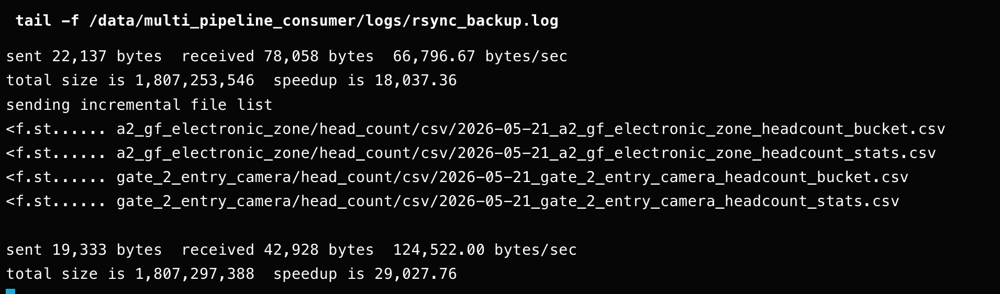 tail -f /data/multi_pipeline_consumer/logs/rsync_backup.log
sent 22,137 bytes  received 78,058 bytes  66,796.67 bytes/sec
total size is 1,807,253,546  speedup is 18,037.36
sending incremental file list
<f.st...... a2_gf_electronic_zone/head_count/csv/2026-05-21_a2_gf_electronic_zone_headcount_bucket.csv
<f.st...... a2_gf_electronic_zone/head_count/csv/2026-05-21_a2_gf_electronic_zone_headcount_stats.csv
<f.st...... gate_2_entry_camera/head_count/csv/2026-05-21_gate_2_entry_camera_headcount_bucket.csv
<f.st...... gate_2_entry_camera/head_count/csv/2026-05-21_gate_2_entry_camera_headcount_stats.csv
sent 19,333 bytes  received 42,928 bytes  124,522.00 bytes/sec
total size is 1,807,297,388  speedup is 29,027.76